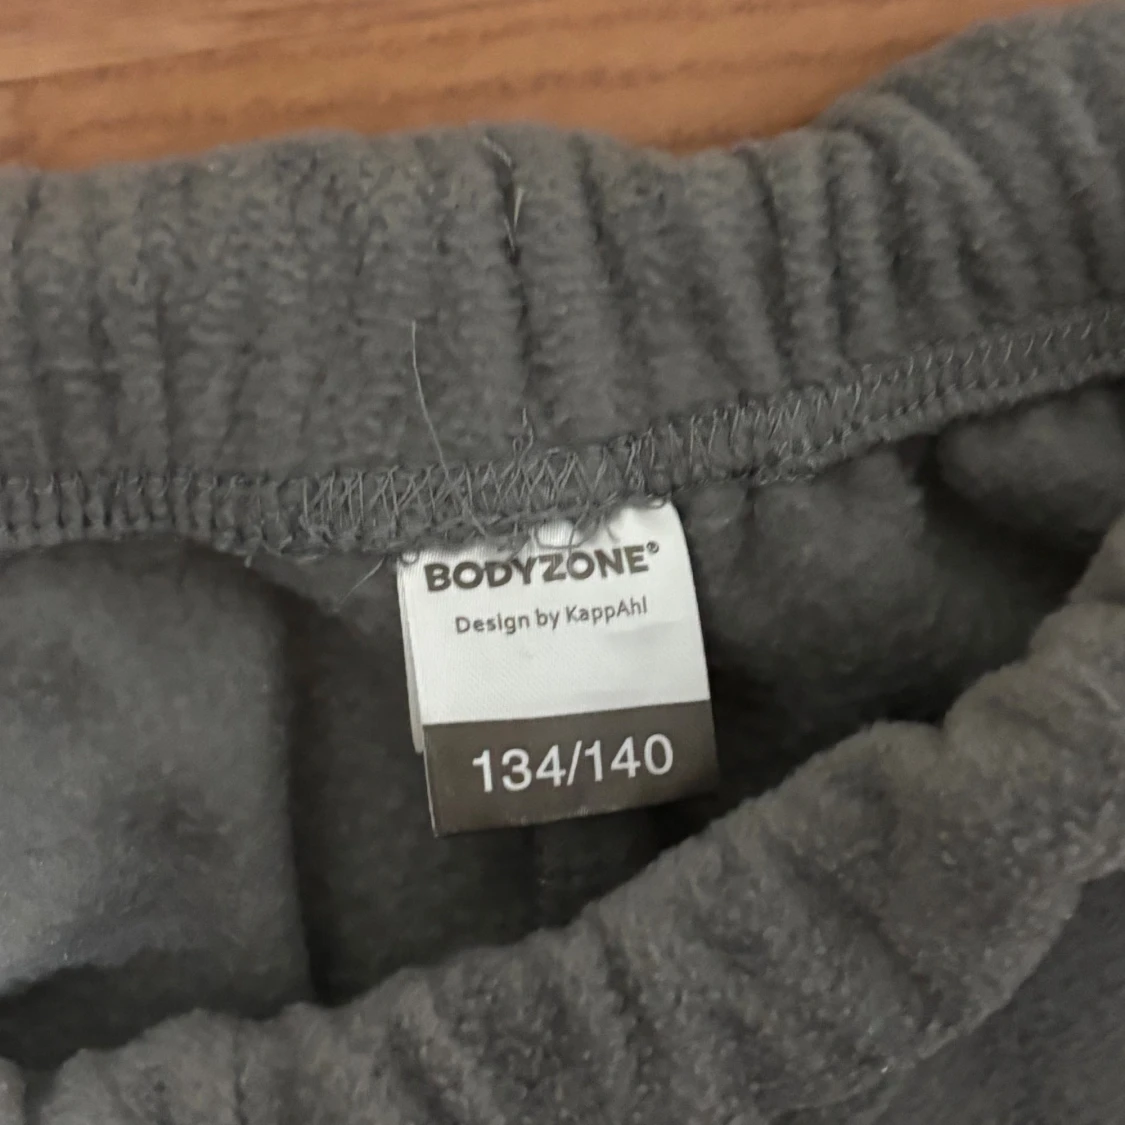 BODYZONE®
Design by KappAhl
134/140